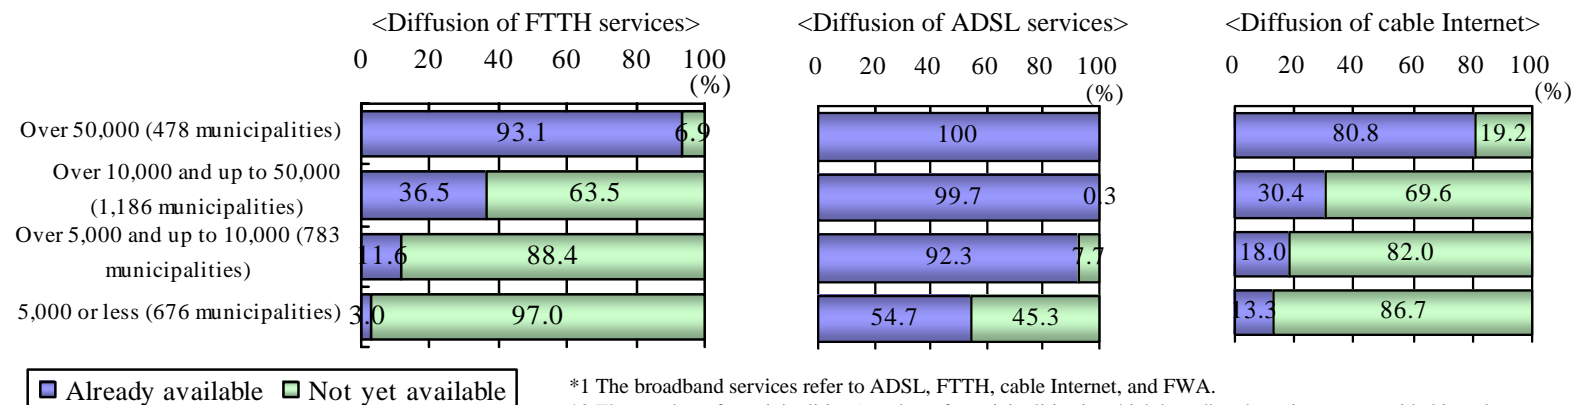 <Diffusion of FTTH services>
0 20 40 60 80 100
(%)
Over 50,000 (478 municipalities)
93.1 6.9
Over 10,000 and up to 50,000
(1,186 municipalities)
36.5 63.5
Over 5,000 and up to 10,000 (783
municipalities)
11.6 88.4
5,000 or less (676 municipalities)
3.0 97.0
<Diffusion of ADSL services>
0 20 40 60 80 100
(%)
100
99.7 0.3
92.3 7.7
54.7 45.3
<Diffusion of cable Internet>
0 20 40 60 80 100
(%)
80.8 19.2
30.4 69.6
18.0 82.0
13.3 86.7
Already available Not yet available
*1 The broadband services refer to ADSL, FTTH, cable Internet, and FWA.